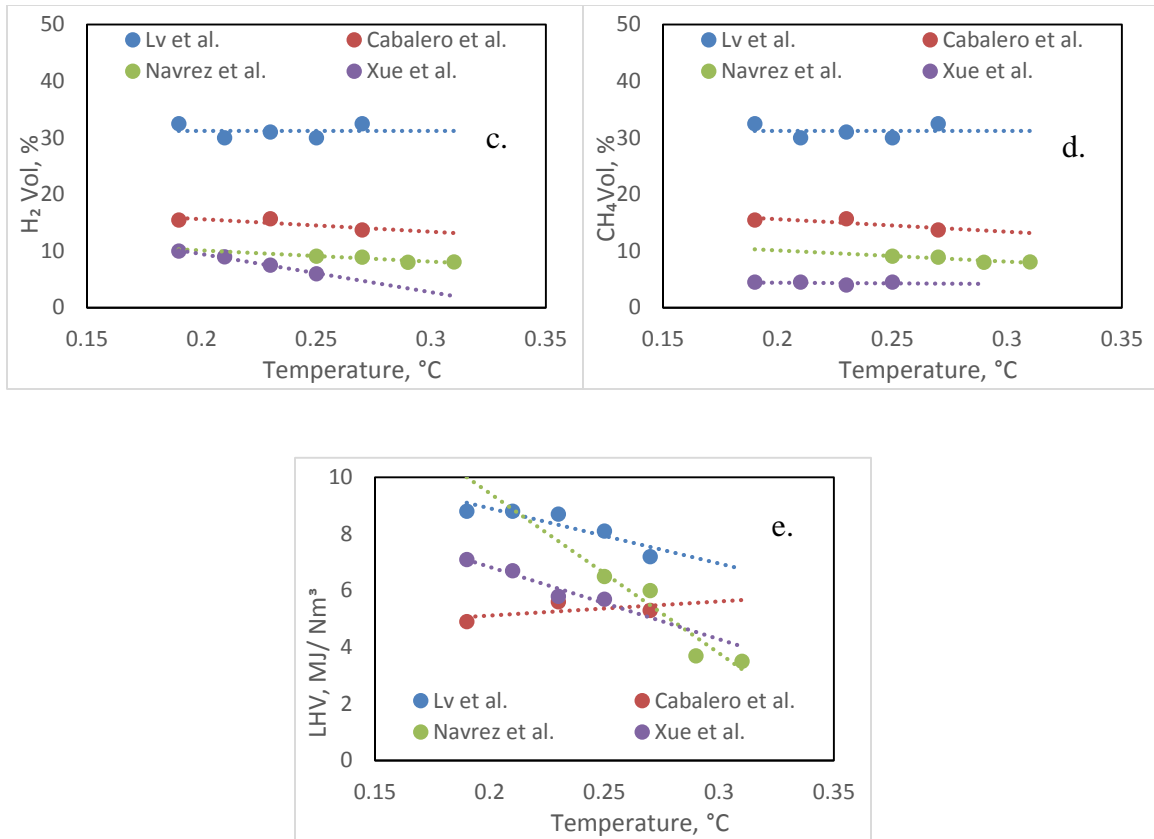 50
40
30
20
10
0
H₂ Vol, %
Lv et al. Cabalero et al.
Navrez et al. Xue et al.
c.
0.15 0.2 0.25 0.3 0.35
Temperature, °C
50
40
30
20
10
0
CH₄Vol, %
Lv et al. Cabalero et al.
Navrez et al. Xue et al.
d.
0.15 0.2 0.25 0.3 0.35
Temperature, °C
10
8
6
4
2
0
LHV, MJ/ Nm³
e.
Lv et al. Cabalero et al.
Navrez et al. Xue et al.
0.15 0.2 0.25 0.3 0.35
Temperature, °C